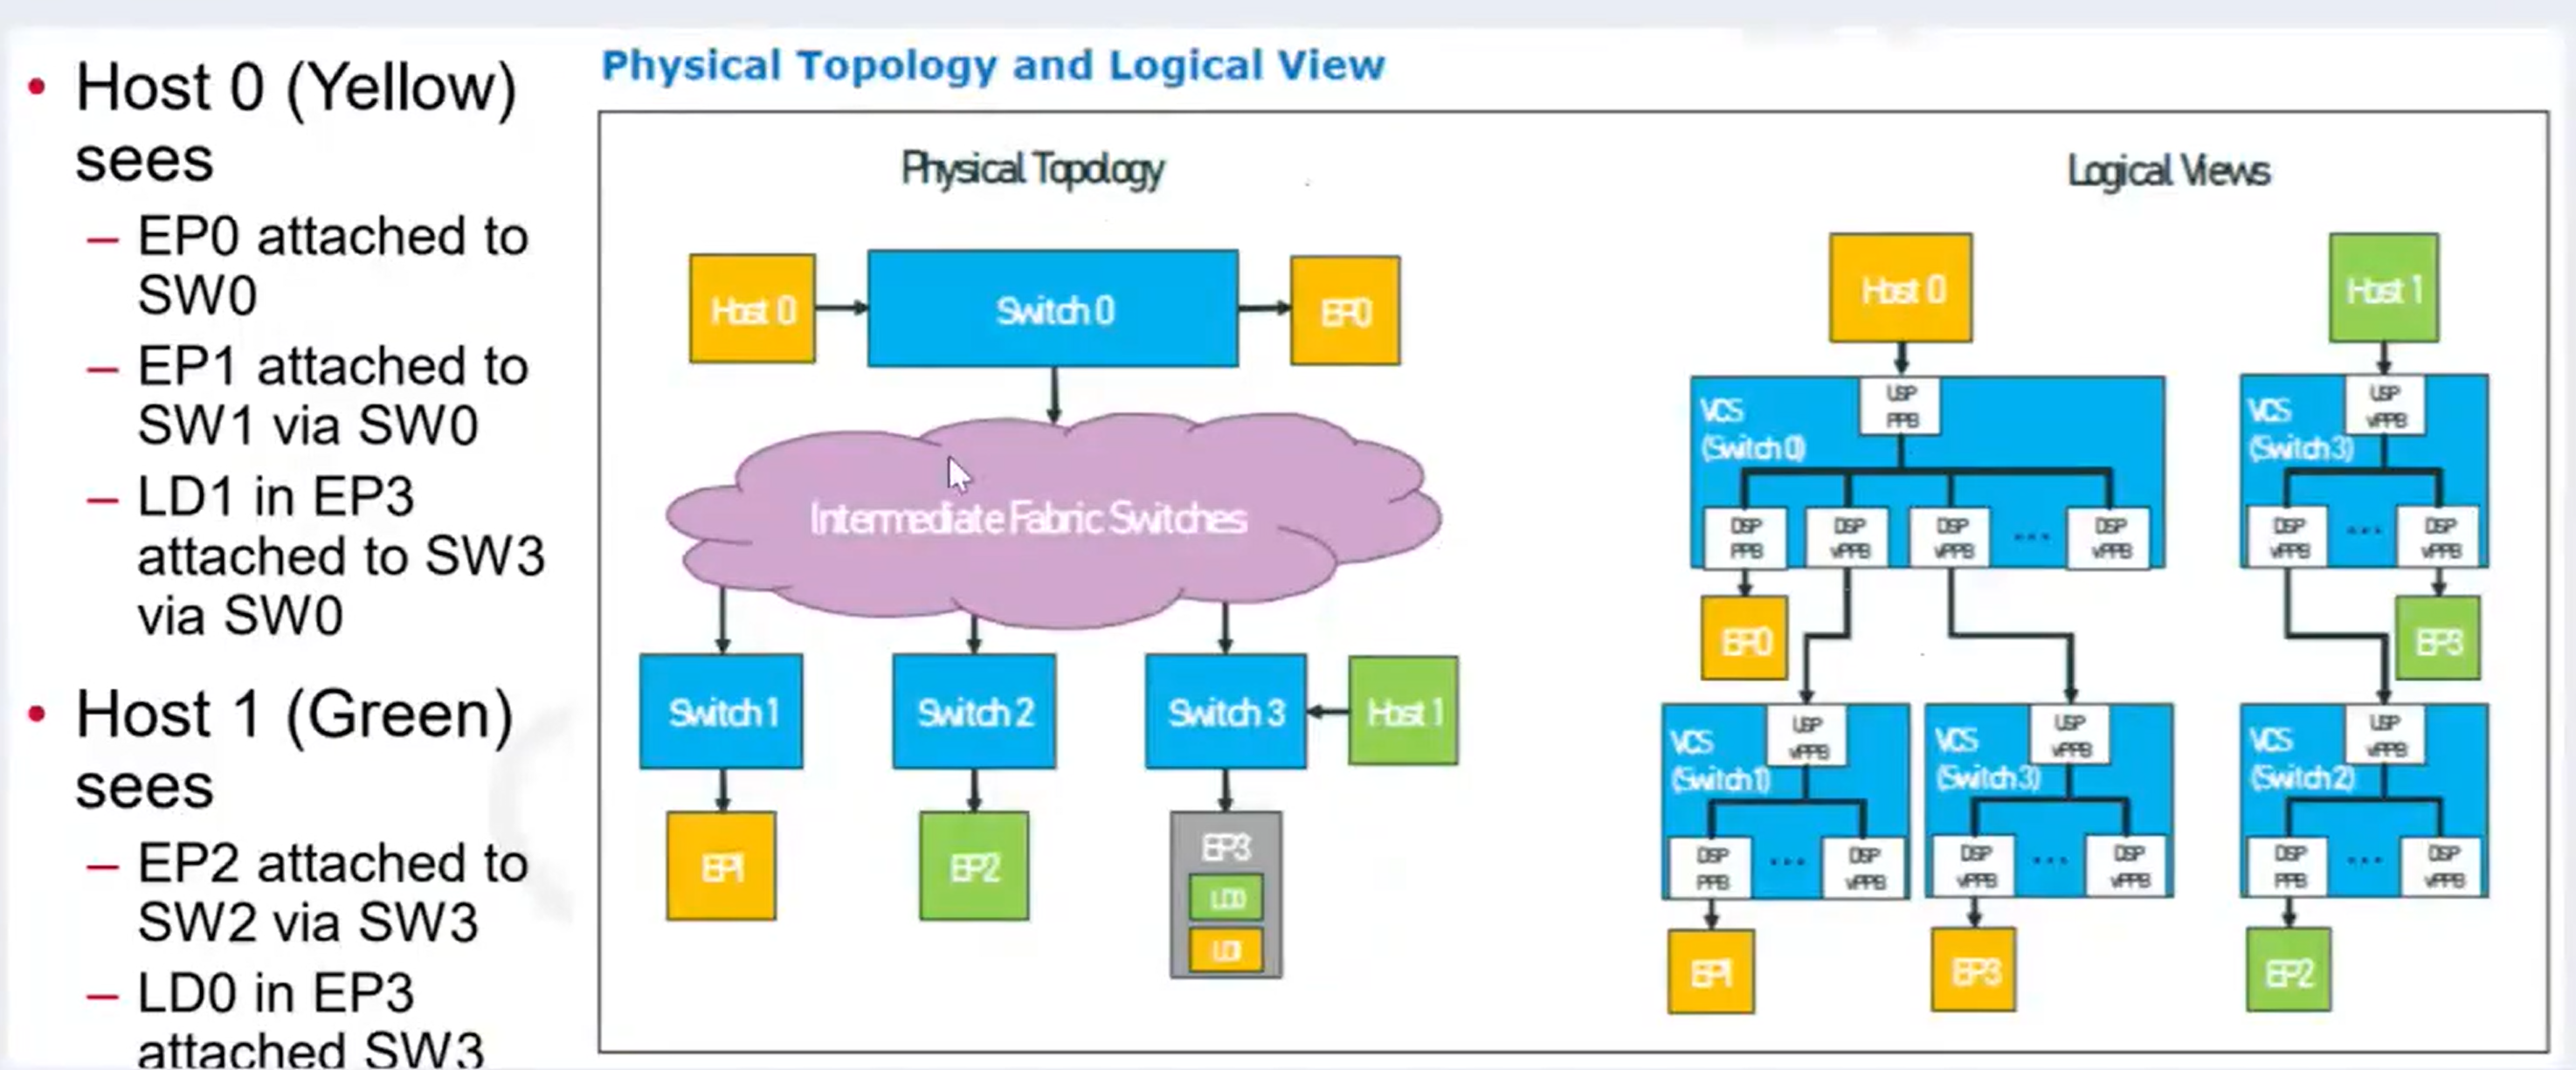 • Host 0 (Yellow)
sees
– EP0 attached to
SW0
– EP1 attached to
SW1 via SW0
– LD1 in EP3
attached to SW3
via SW0
• Host 1 (Green)
sees
– EP2 attached to
SW2 via SW3
– LD0 in EP3
attached SW3
Physical Topology and Logical View
Physical Topology
Host 0
Switch 0
EP0
Intermediate Fabric Switches
Switch 1
Switch 2
Switch 3
Host 1
EP1
EP2
EP3
LD0
LD1
Logical Views
Host 0
VCS
(Switch 0)
USP
PPB
DSP
PPB
DSP
vPPB
DSP
vPPB
...
DSP
vPPB
EP0
VCS
(Switch 1)
USP
vPPB
DSP
PPB
...
DSP
vPPB
EP1
VCS
(Switch 3)
USP
vPPB
DSP
vPPB
...
DSP
vPPB
EP3
Host 1
VCS
(Switch 3)
USP
vPPB
DSP
vPPB
...
DSP
vPPB
EP3
VCS
(Switch 2)
USP
vPPB
DSP
PPB
...
DSP
vPPB
EP2